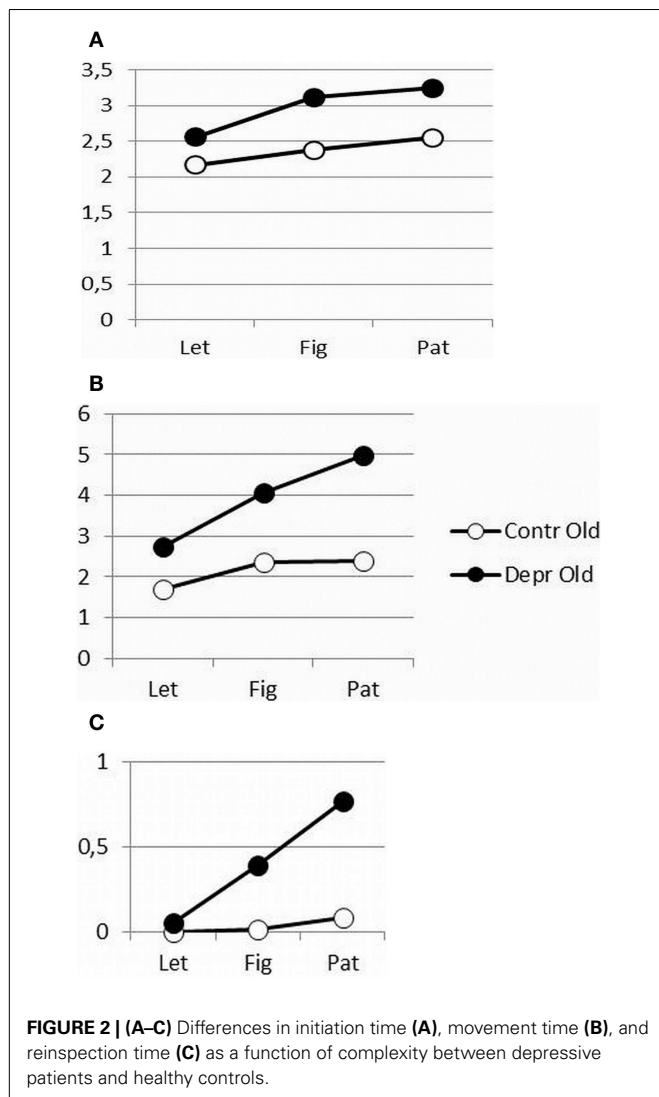 A
3,5
3
2,5
2
1,5
1
0,5
0
Let Fig Pat
B
6
5
4
3
2
1
0
Let Fig Pat
Contr Old
Depr Old
C
1
0,5
0
Let Fig Pat
FIGURE 2 | (A–C) Differences in initiation time (A), movement time (B), and
reinspection time (C) as a function of complexity between depressive
patients and healthy controls.